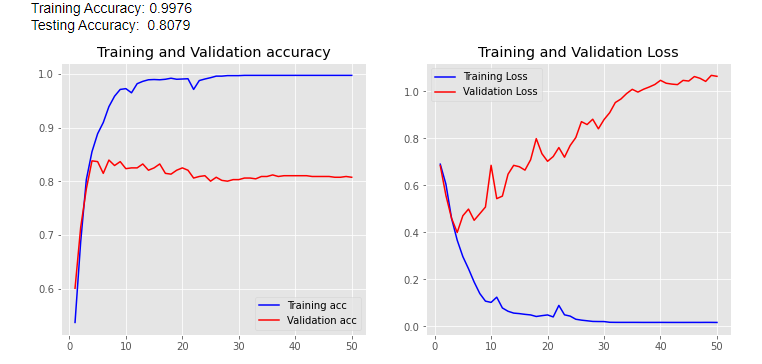 Training Accuracy: 0.9976
Testing Accuracy:  0.8079
Training and Validation accuracy
1.0
0.9
0.8
0.7
0.6
Training acc
Validation acc
0 10 20 30 40 50
Training and Validation Loss
Training Loss
Validation Loss
1.0
0.8
0.6
0.4
0.2
0.0
0 10 20 30 40 50